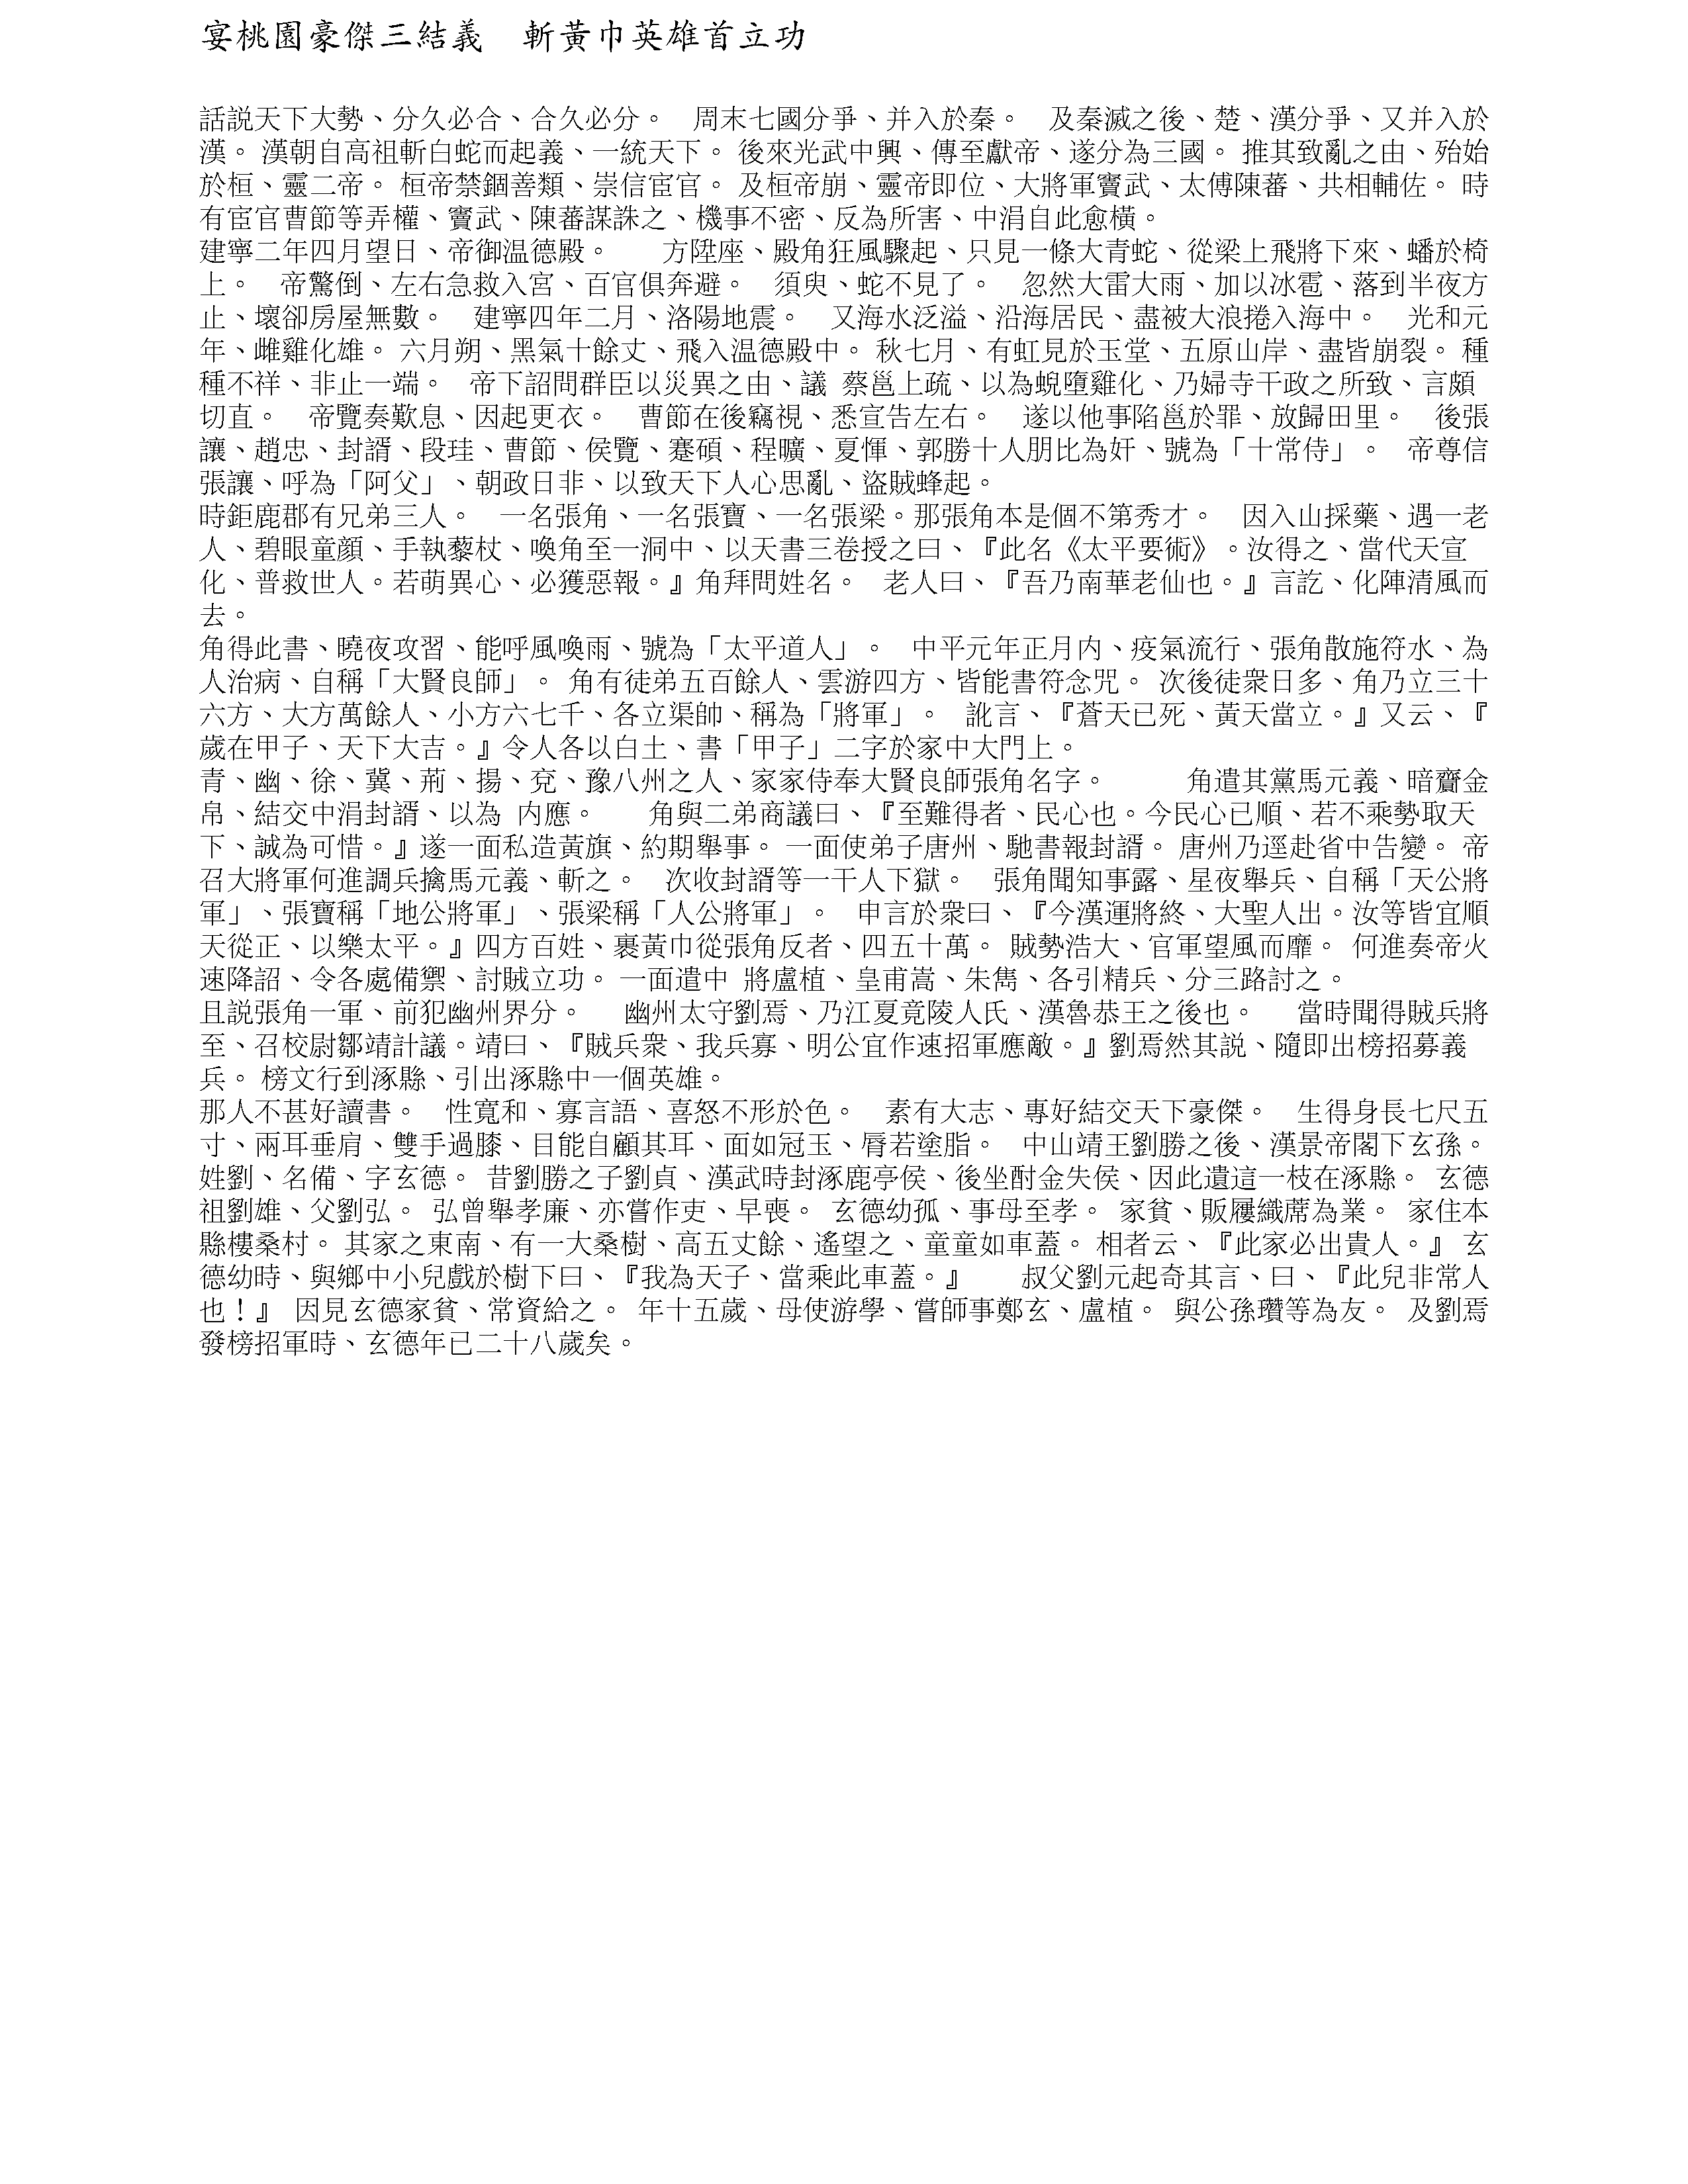 宴桃園豪傑三結義　斬黃巾英雄首立功
話説天下大勢、分久必合、合久必分。　周末七國分爭、并入於秦。　及秦滅之後、楚、漢分爭、又并入於
漢。 漢朝自高祖斬白蛇而起義、一統天下。 後來光武中興、傳至獻帝、遂分為三國。 推其致亂之由、殆始
於桓、靈二帝。 桓帝禁錮善類、崇信宦官。 及桓帝崩、靈帝即位、大將軍竇武、太傅陳蕃、共相輔佐。 時
有宦官曹節等弄權、竇武、陳蕃謀誅之、機事不密、反為所害、中涓自此愈橫。
建寧二年四月望日、帝御温德殿。　　方陞座、殿角狂風驟起、只見一條大青蛇、從梁上飛將下來、蟠於椅
上。　帝驚倒、左右急救入宮、百官俱奔避。　須臾、蛇不見了。　忽然大雷大雨、加以冰雹、落到半夜方
止、壞卻房屋無數。　建寧四年二月、洛陽地震。　又海水泛溢、沿海居民、盡被大浪捲入海中。　光和元
年、雌雞化雄。 六月朔、黑氣十餘丈、飛入温德殿中。 秋七月、有虹見於玉堂、五原山岸、盡皆崩裂。 種
種不祥、非止一端。　帝下詔問群臣以災異之由、議 蔡邕上疏、以為蜺墮雞化、乃婦寺干政之所致、言頗
切直。　帝覽奏歎息、因起更衣。　曹節在後竊視、悉宣告左右。　遂以他事陷邕於罪、放歸田里。　後張
讓、趙忠、封諝、段珪、曹節、侯覽、蹇碩、程曠、夏惲、郭勝十人朋比為奸、號為「十常侍」。　帝尊信
張讓、呼為「阿父」、朝政日非、以致天下人心思亂、盜賊蜂起。
時鉅鹿郡有兄弟三人。　一名張角、一名張寶、一名張梁。那張角本是個不第秀才。　因入山採藥、遇一老
人、碧眼童顔、手執藜杖、喚角至一洞中、以天書三卷授之曰、『此名《太平要術》。汝得之、當代天宣
化、普救世人。若萌異心、必獲惡報。』角拜問姓名。　老人曰、『吾乃南華老仙也。』言訖、化陣清風而
去。
角得此書、曉夜攻習、能呼風喚雨、號為「太平道人」。　中平元年正月内、疫氣流行、張角散施符水、為
人治病、自稱「大賢良師」。 角有徒弟五百餘人、雲游四方、皆能書符念咒。 次後徒衆日多、角乃立三十
六方、大方萬餘人、小方六七千、各立渠帥、稱為「將軍」。　訛言、『蒼天已死、黃天當立。』又云、『
歲在甲子、天下大吉。』令人各以白土、書「甲子」二字於家中大門上。
青、幽、徐、冀、荊、揚、兗、豫八州之人、家家侍奉大賢良師張角名字。　　　角遣其黨馬元義、暗齎金
帛、結交中涓封諝、以為 内應。　　角與二弟商議曰、『至難得者、民心也。今民心已順、若不乘勢取天
下、誠為可惜。』遂一面私造黃旗、約期舉事。 一面使弟子唐州、馳書報封諝。 唐州乃逕赴省中告變。 帝
召大將軍何進調兵擒馬元義、斬之。　次收封諝等一干人下獄。　張角聞知事露、星夜舉兵、自稱「天公將
軍」、張寶稱「地公將軍」、張梁稱「人公將軍」。　申言於衆曰、『今漢運將終、大聖人出。汝等皆宜順
天從正、以樂太平。』四方百姓、裹黃巾從張角反者、四五十萬。 賊勢浩大、官軍望風而靡。 何進奏帝火
速降詔、令各處備禦、討賊立功。 一面遣中 將盧植、皇甫嵩、朱雋、各引精兵、分三路討之。
且説張角一軍、前犯幽州界分。　 幽州太守劉焉、乃江夏竟陵人氏、漢魯恭王之後也。　 當時聞得賊兵將
至、召校尉鄒靖計議。靖曰、『賊兵衆、我兵寡、明公宜作速招軍應敵。』劉焉然其説、隨即出榜招募義
兵。 榜文行到涿縣、引出涿縣中一個英雄。
那人不甚好讀書。　性寬和、寡言語、喜怒不形於色。　素有大志、專好結交天下豪傑。　生得身長七尺五
寸、兩耳垂肩、雙手過膝、目能自顧其耳、面如冠玉、脣若塗脂。　中山靖王劉勝之後、漢景帝閣下玄孫。
姓劉、名備、字玄德。 昔劉勝之子劉貞、漢武時封涿鹿亭侯、後坐酎金失侯、因此遺這一枝在涿縣。 玄德
祖劉雄、父劉弘。 弘曾舉孝廉、亦嘗作吏、早喪。 玄德幼孤、事母至孝。 家貧、販屨織蓆為業。 家住本
縣樓桑村。 其家之東南、有一大桑樹、高五丈餘、遙望之、童童如車蓋。 相者云、『此家必出貴人。』 玄
德幼時、與鄉中小兒戲於樹下曰、『我為天子、當乘此車蓋。』　　叔父劉元起奇其言、曰、『此兒非常人
也！』 因見玄德家貧、常資給之。 年十五歲、母使游學、嘗師事鄭玄、盧植。 與公孫瓚等為友。 及劉焉
發榜招軍時、玄德年已二十八歲矣。